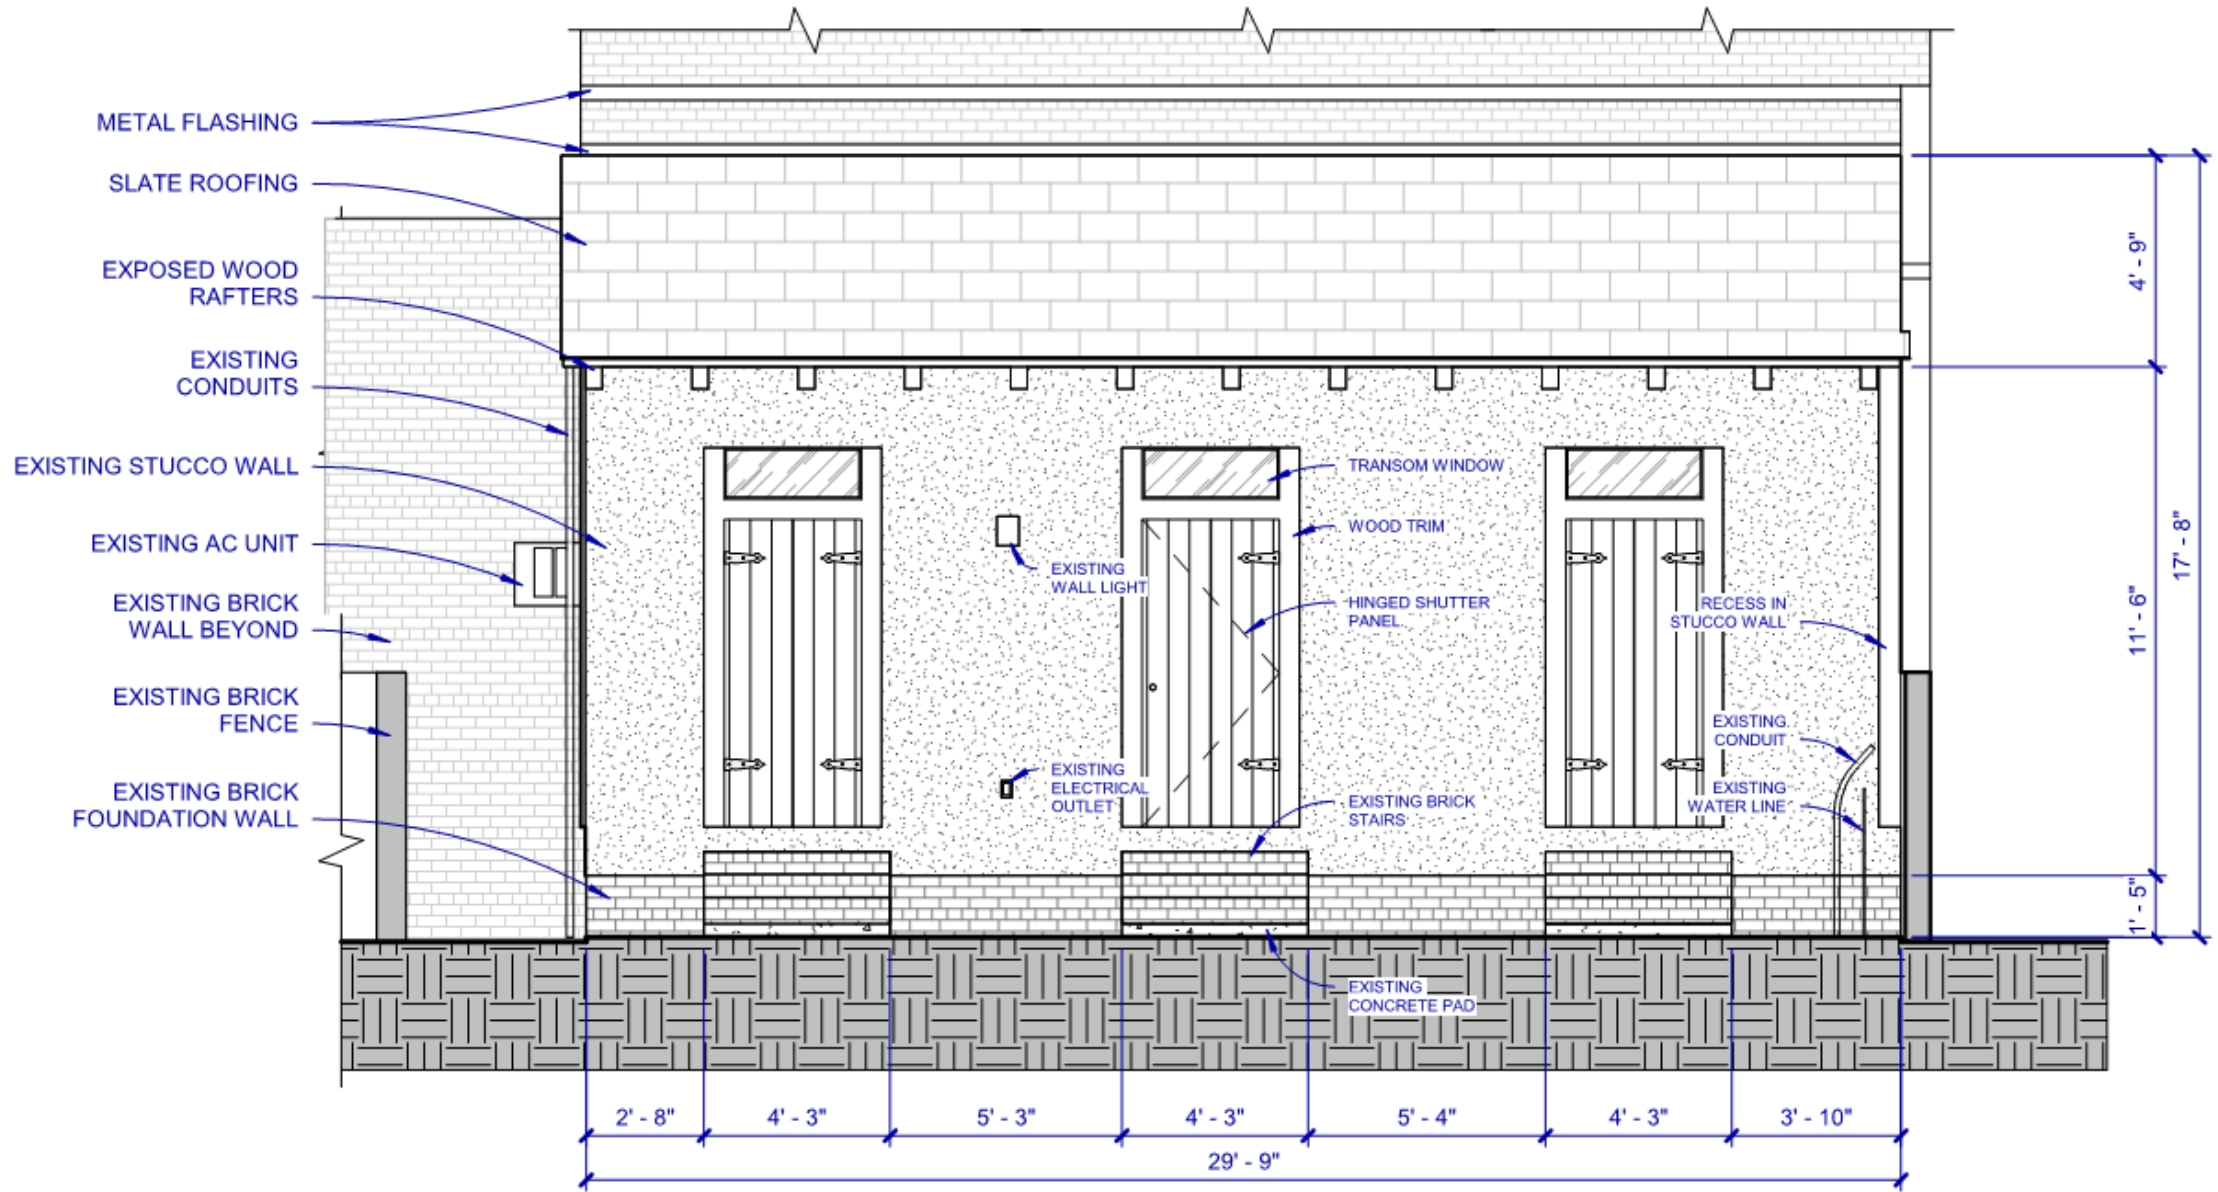 METAL FLASHING
SLATE ROOFING
EXPOSED WOOD
RAFTERS
EXISTING
CONDUITS
EXISTING STUCCO WALL
EXISTING AC UNIT
EXISTING BRICK
WALL BEYOND
EXISTING BRICK
FENCE
EXISTING BRICK
FOUNDATION WALL
EXISTING
WALL LIGHT
EXISTING
ELECTRICAL
OUTLET
TRANSOM WINDOW
WOOD TRIM
HINGED SHUTTER
PANEL
EXISTING BRICK
STAIRS
EXISTING
CONCRETE PAD
RECESS IN
STUCCO WALL
EXISTING
CONDUIT
EXISTING
WATER LINE
4' - 9"
11' - 6"
1' - 5"
17' - 8"
2' - 8"
4' - 3"
5' - 3"
4' - 3"
5' - 4"
4' - 3"
3' - 10"
29' - 9"